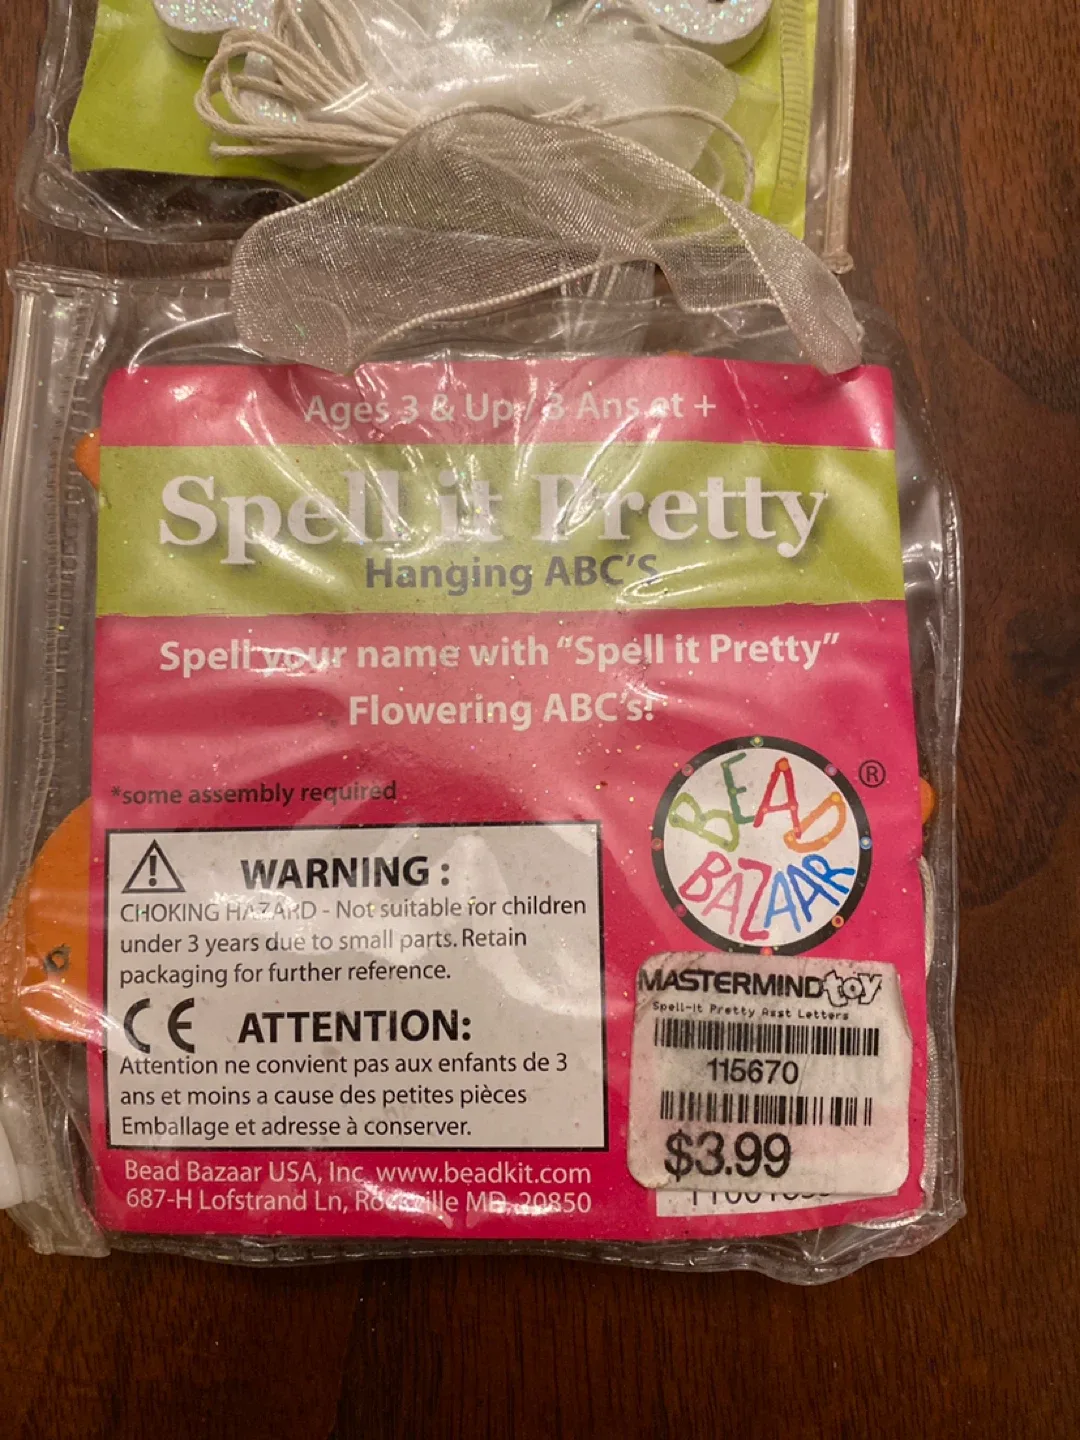 Ages 3 & Up / 3 Ans et +
Spell it Pretty
Hanging ABC'S
Spell your name with "Spell it Pretty"
Flowering ABC's!
*some assembly required
BEAD
BAZAAR
®
WARNING :
CHOKING HAZARD - Not suitable for children
under 3 years due to small parts. Retain
packaging for further reference.
CE ATTENTION:
Attention ne convient pas aux enfants de 3
ans et moins a cause des petites pièces
Emballage et adresse à conserver.
MASTERMIND toy
Spell-It Pretty Asst Letters
115670
$3.99
Bead Bazaar USA, Inc. www.beadkit.com
687-H Lofstrand Ln, Rockville MD, 20850